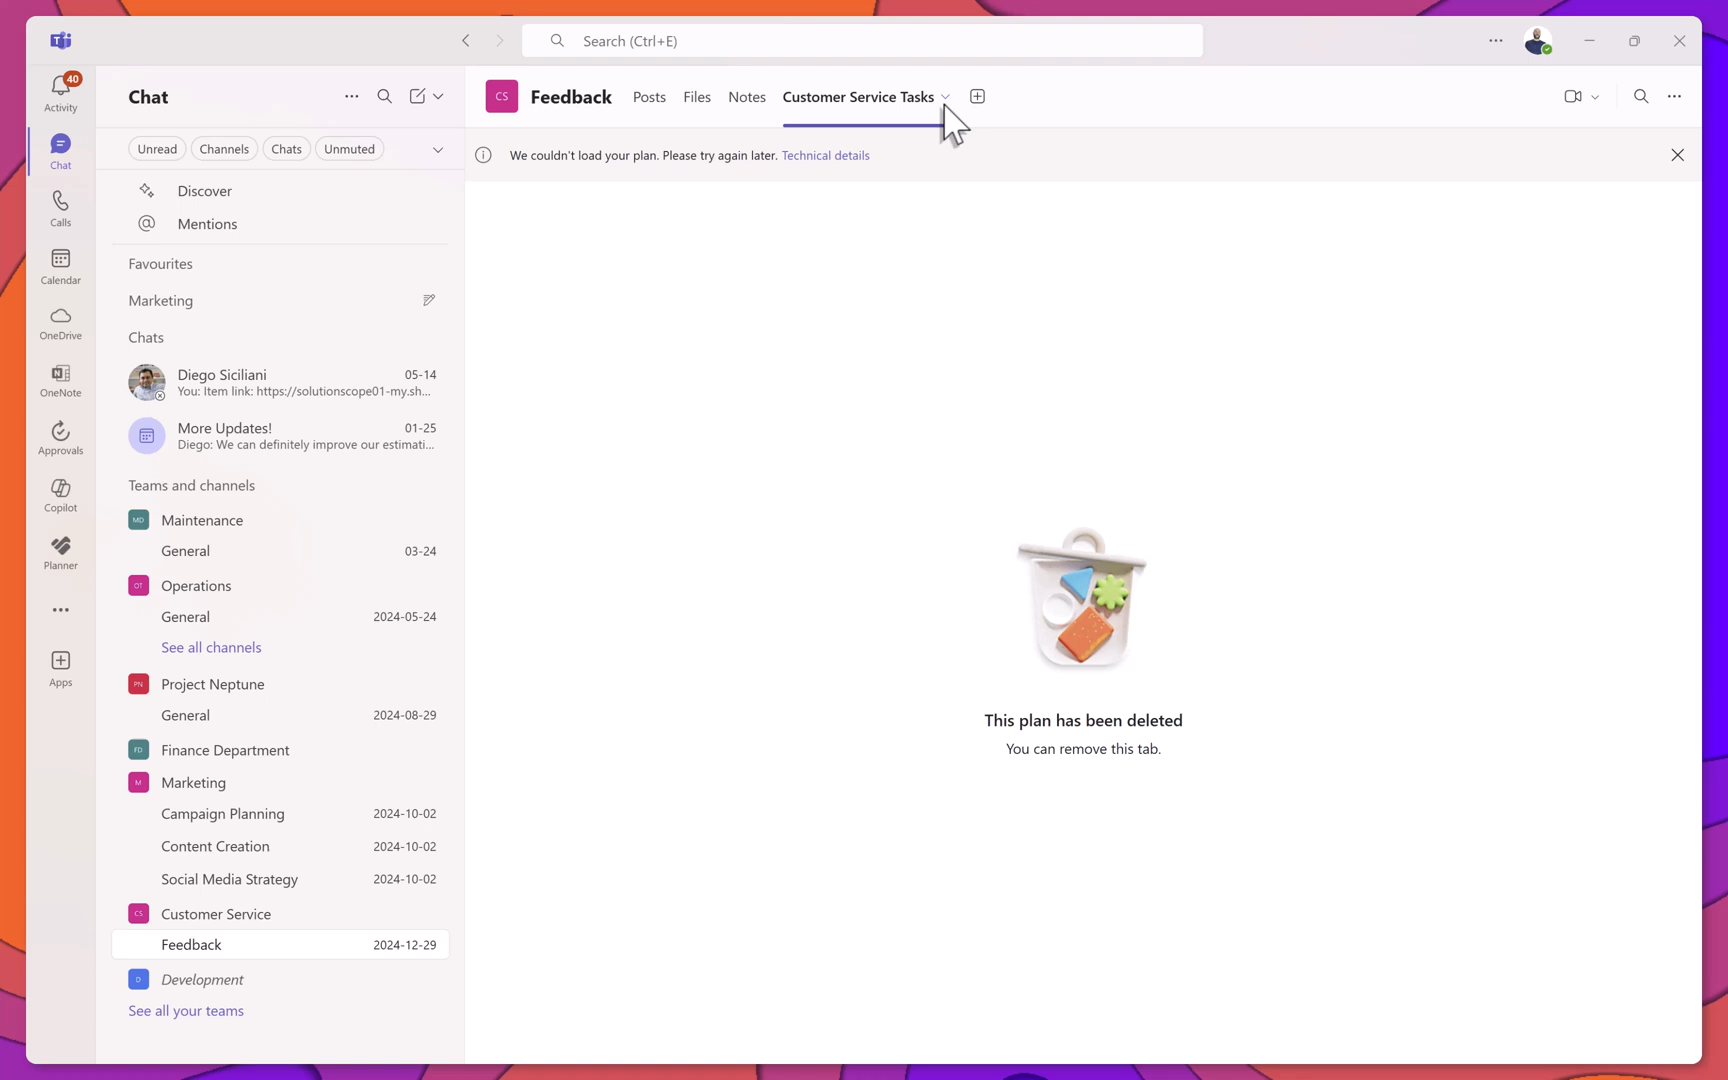 Search (Ctrl+E)
40
Activity
Chat
Calls
Calendar
OneDrive
OneNote
Approvals
Copilot
Planner
Apps
Chat
Unread
Channels
Chats
Unmuted
Discover
Mentions
Favourites
Marketing
Chats
Diego Siciliani 05-14
You: Item link: https://solutionscope01-my.sh...
More Updates! 01-25
Diego: We can definitely improve our estimati...
Teams and channels
MD Maintenance
General 03-24
OT Operations
General 2024-05-24
See all channels
PN Project Neptune
General 2024-08-29
FD Finance Department
M Marketing
Campaign Planning 2024-10-02
Content Creation 2024-10-02
Social Media Strategy 2024-10-02
CS Customer Service
Feedback 2024-12-29
D Development
See all your teams
CS Feedback Posts Files Notes Customer Service Tasks
We couldn't load your plan. Please try again later. Technical details
This plan has been deleted
You can remove this tab.